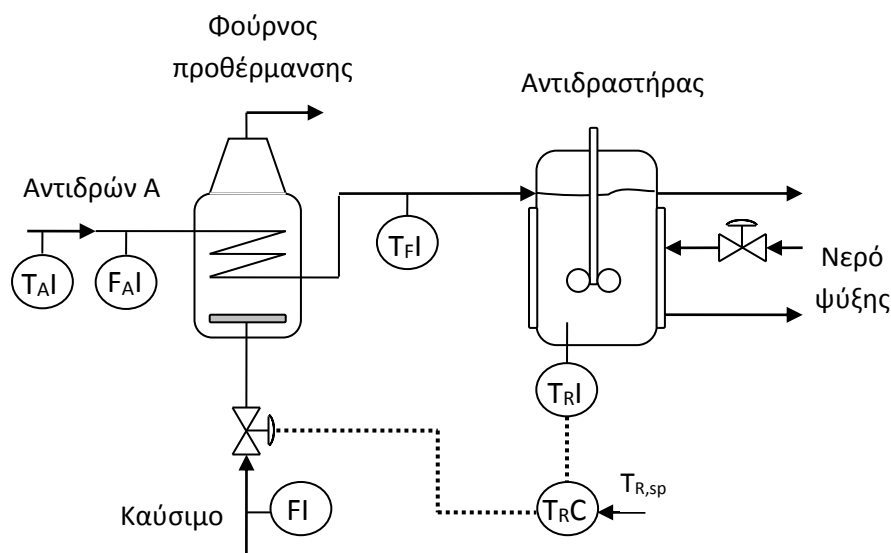 Φούρνος
προθέρμανσης
Αντιδραστήρας
Αντιδρών Α
TAI
FAI
TFI
Νερό
ψύξης
TRI
TR,sp
TRC
Καύσιμο
FI